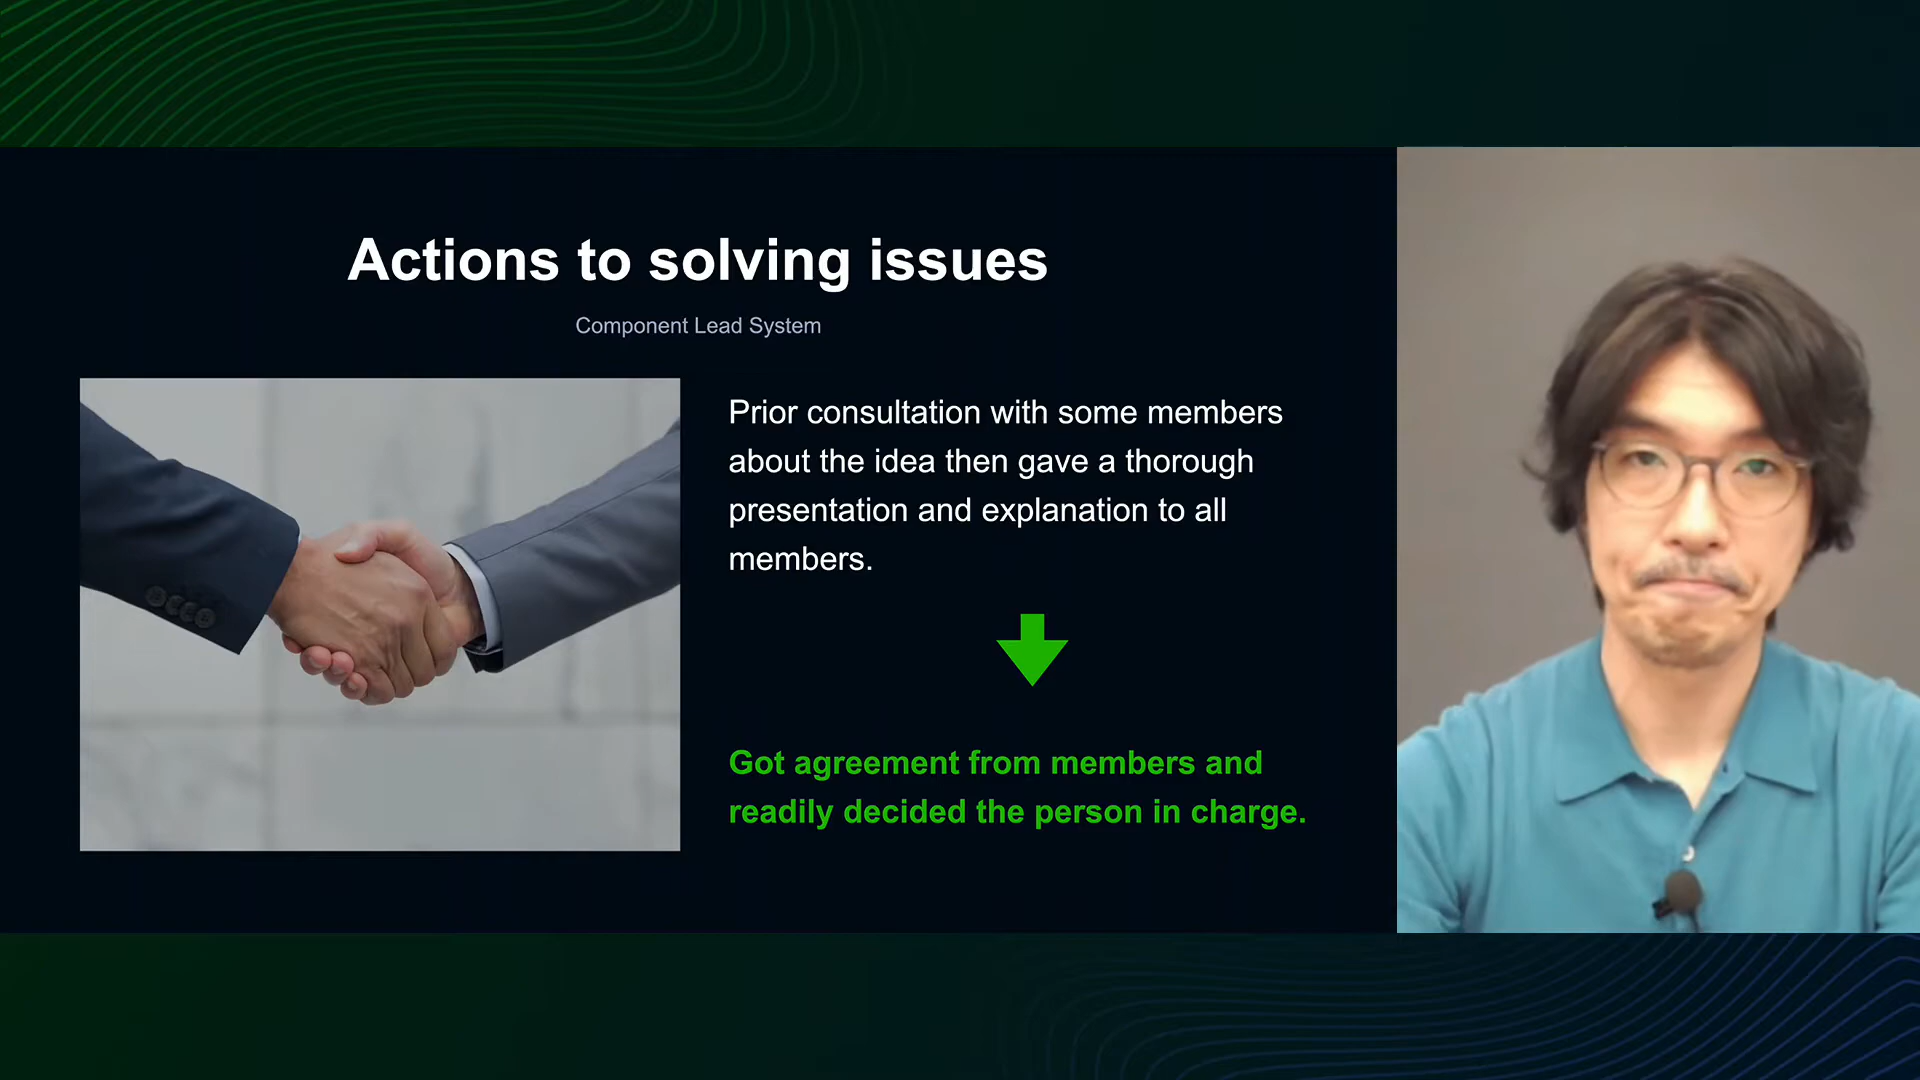 Actions to solving issues
Component Lead System
Prior consultation with some members
about the idea then gave a thorough
presentation and explanation to all
members.
Got agreement from members and
readily decided the person in charge.